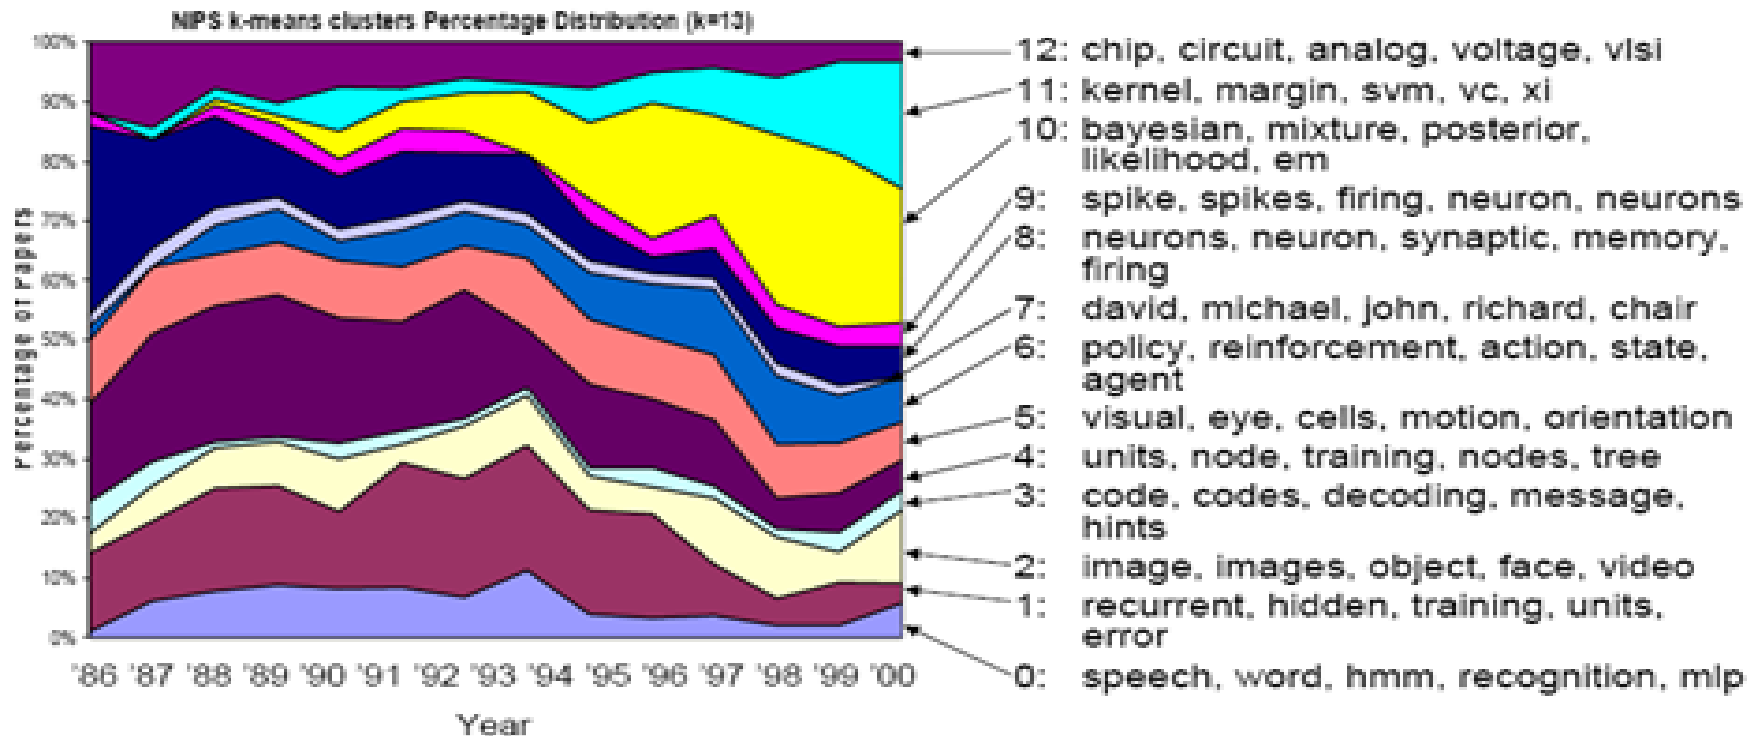 NIPS k-means clusters Percentage Distribution (k=13)
100%
90%
80%
70%
60%
50%
40%
30%
20%
10%
0%
Percentage of Papers
'86 '87 '88 '89 '90 '91 '92 '93 '94 '95 '96 '97 '98 '99 '00
Year
12: chip, circuit, analog, voltage, vlsi
11: kernel, margin, svm, vc, xi
10: bayesian, mixture, posterior,
likelihood, em
9: spike, spikes, firing, neuron, neurons
8: neurons, neuron, synaptic, memory,
firing
7: david, michael, john, richard, chair
6: policy, reinforcement, action, state,
agent
5: visual, eye, cells, motion, orientation
4: units, node, training, nodes, tree
3: code, codes, decoding, message,
hints
2: image, images, object, face, video
1: recurrent, hidden, training, units,
error
0: speech, word, hmm, recognition, mlp